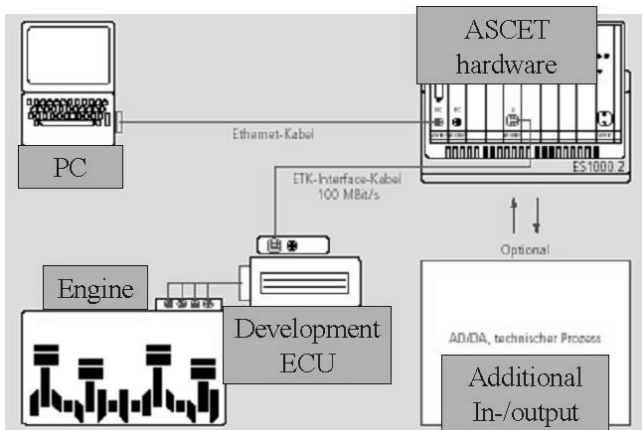 ASCET
hardware
Ethernet-Kabel
PC
ES1000.2
ETK-Interface-Kabel
100 MBit/s
Optional
Engine
Development
ECU
AD/DA, technischer Prozess
Additional
In-/output